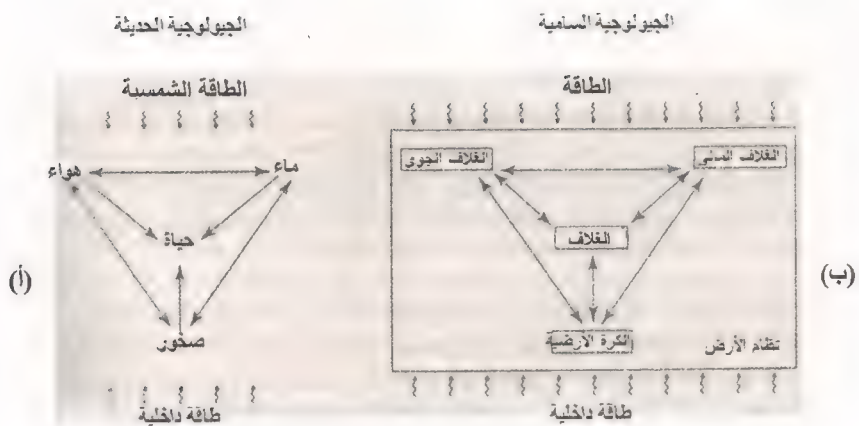 الجيولوجية السامية
الجيولوجية الحديثة
الطاقة
الطاقة الشمسية
الغلاف المائي
الغلاف الجوي
ماء
هواء
الغلاف
حياة
(ب)
(أ)
الكرة الارضية
نظام الأرض
صخور
طاقة داخلية
طاقة داخلية